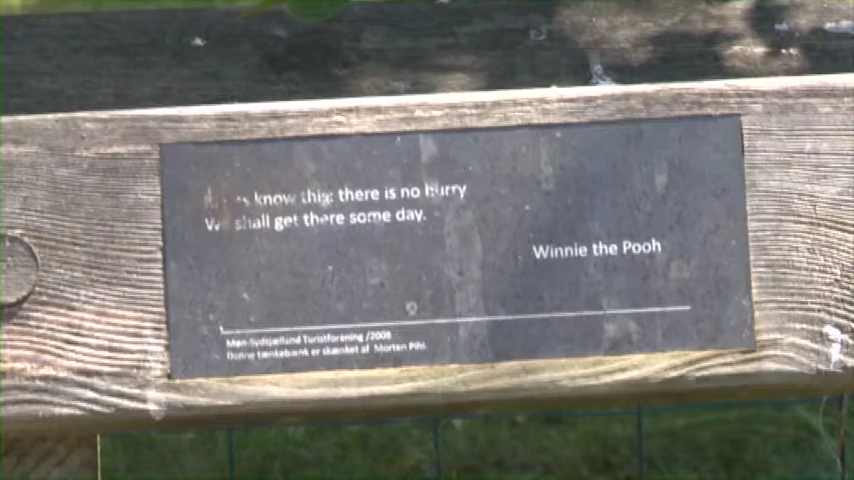 know this: there is no hurry
We shall get there some day.
Winnie the Pooh
Møn-Sydsjælland Turistforening /2008
Denne tænkebænk er skænket af Morten Pihl.